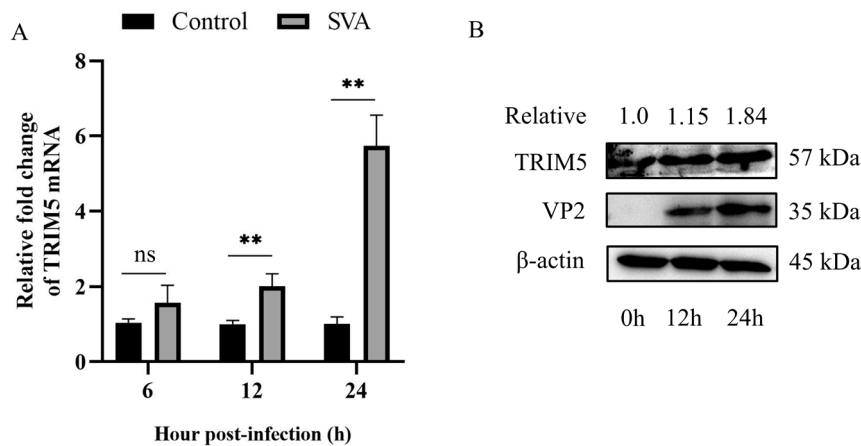 A
Control SVA
Relative fold change
of TRIM5 mRNA
8
6
4
2
0
ns
**
**
6 12 24
Hour post-infection (h)
B
Relative 1.0 1.15 1.84
TRIM5 57 kDa
VP2 35 kDa
β-actin 45 kDa
0h 12h 24h